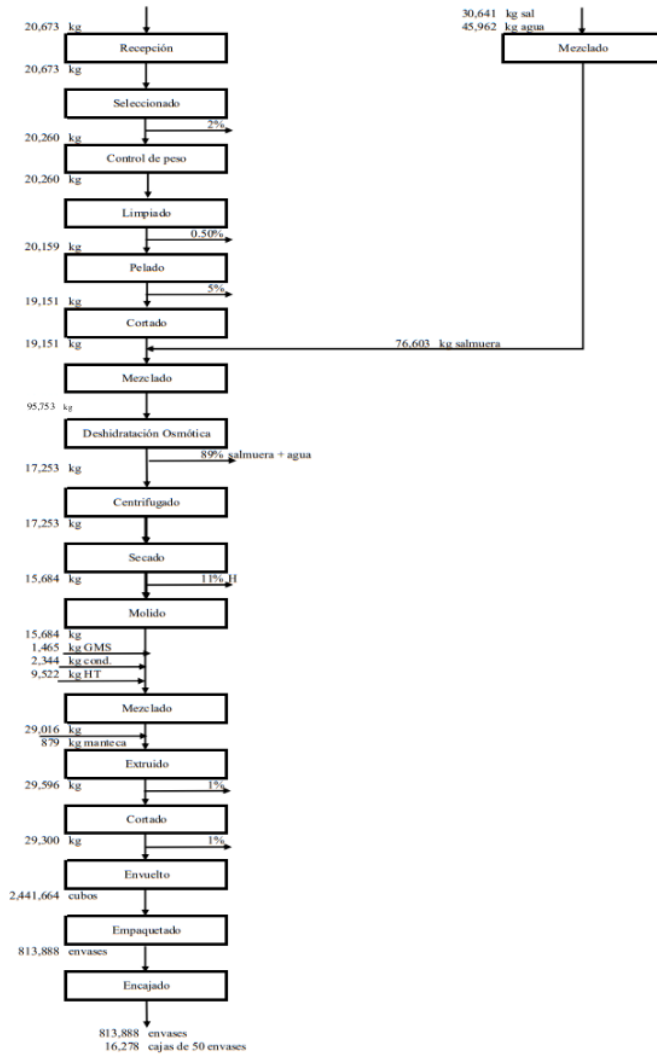 20,673 kg
Recepción
20,673 kg
Seleccionado
2%
20,260 kg
Control de peso
20,260 kg
Limpiado
0.50%
20,159 kg
Pelado
5%
19,151 kg
Cortado
19,151 kg
30,641 kg sal
45,962 kg agua
Mezclado
76,603 kg salmuera
Mezclado
95,753 kg
Deshidratación Osmótica
89% salmuera + agua
17,253 kg
Centrifugado
17,253 kg
Secado
11% H
15,684 kg
Molido
15,684 kg
1,465 kg GMS
2,344 kg cond.
9,522 kg HT
Mezclado
29,016 kg
879 kg manteca
Extruido
29,596 kg
1%
Cortado
29,300 kg
1%
Envuelto
2,441,664 cubos
Empaquetado
813,888 envases
Encajado
813,888 envases
16,278 cajas de 50 envases